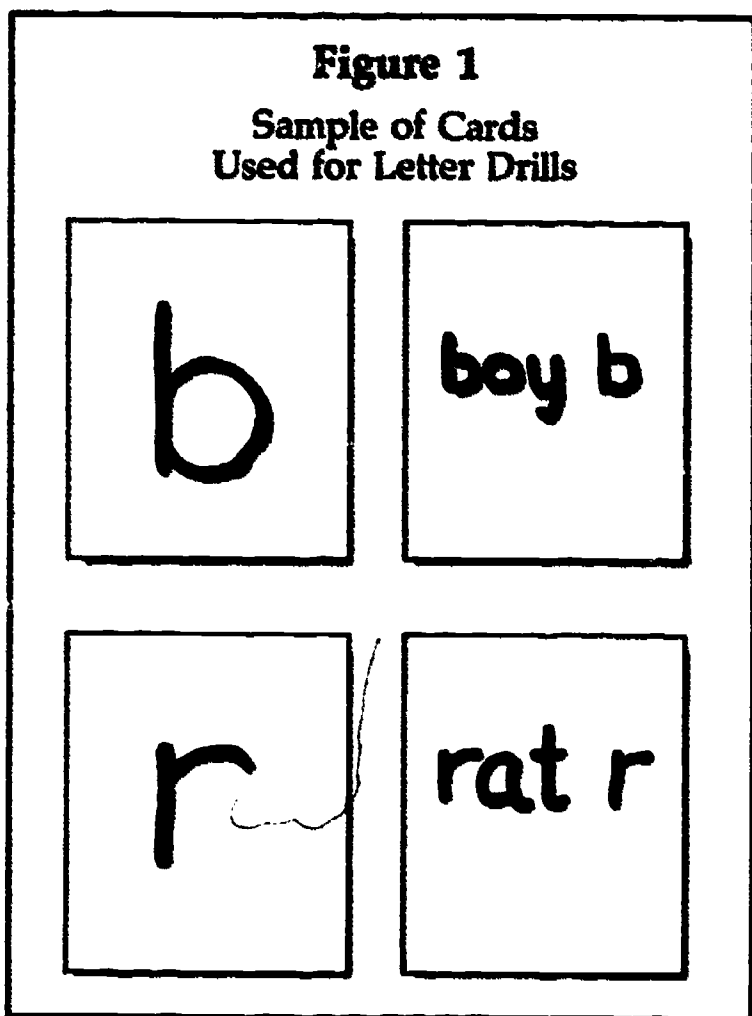 Figure 1
Sample of Cards
Used for Letter Drills
b
boy b
r
rat r